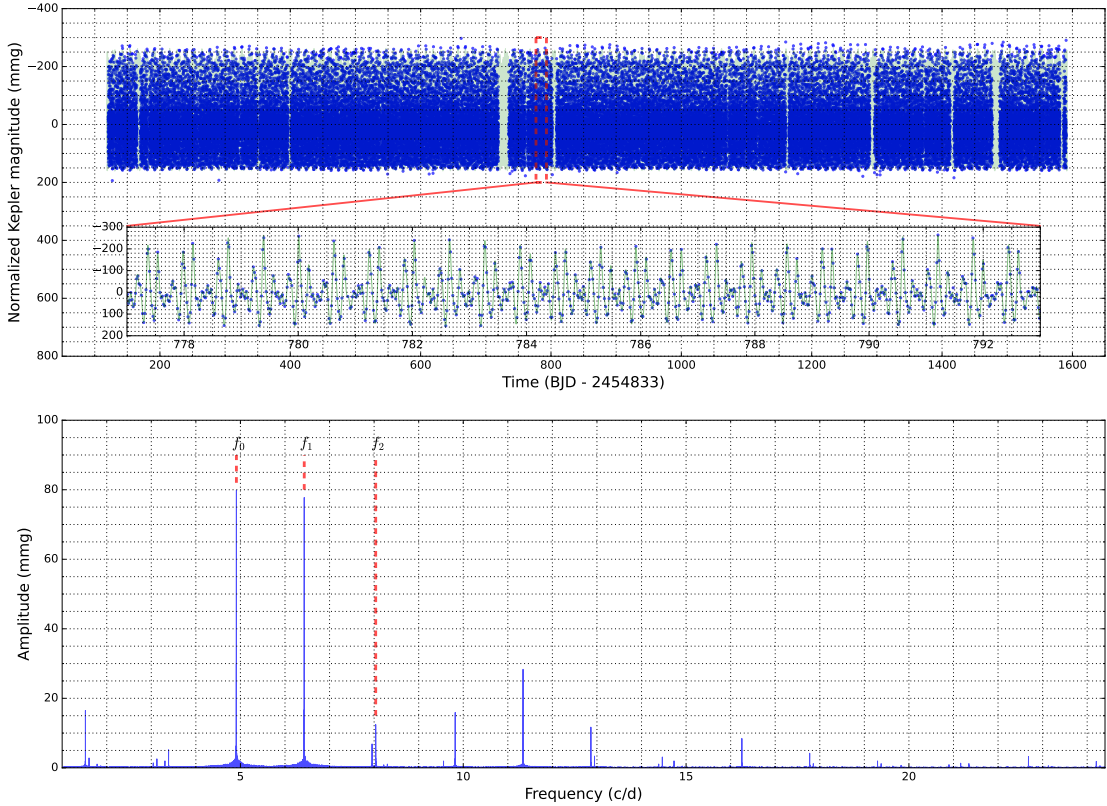 −400
−200
0
200
400
600
800
Normalized Kepler magnitude (mmg)
−300
−200
−100
0
100
200
778 780 782 784 786 788 790 792
200 400 600 800 1000 1200 1400 1600
Time (BJD - 2454833)
100
80
60
40
20
0
Amplitude (mmg)
f0 f1 f2
5 10 15 20
Frequency (c/d)